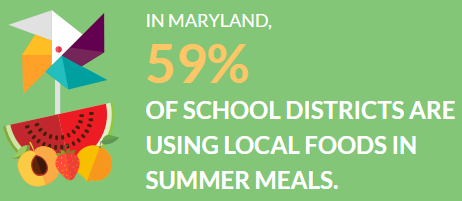 IN MARYLAND,
59%
OF SCHOOL DISTRICTS ARE
USING LOCAL FOODS IN
SUMMER MEALS.